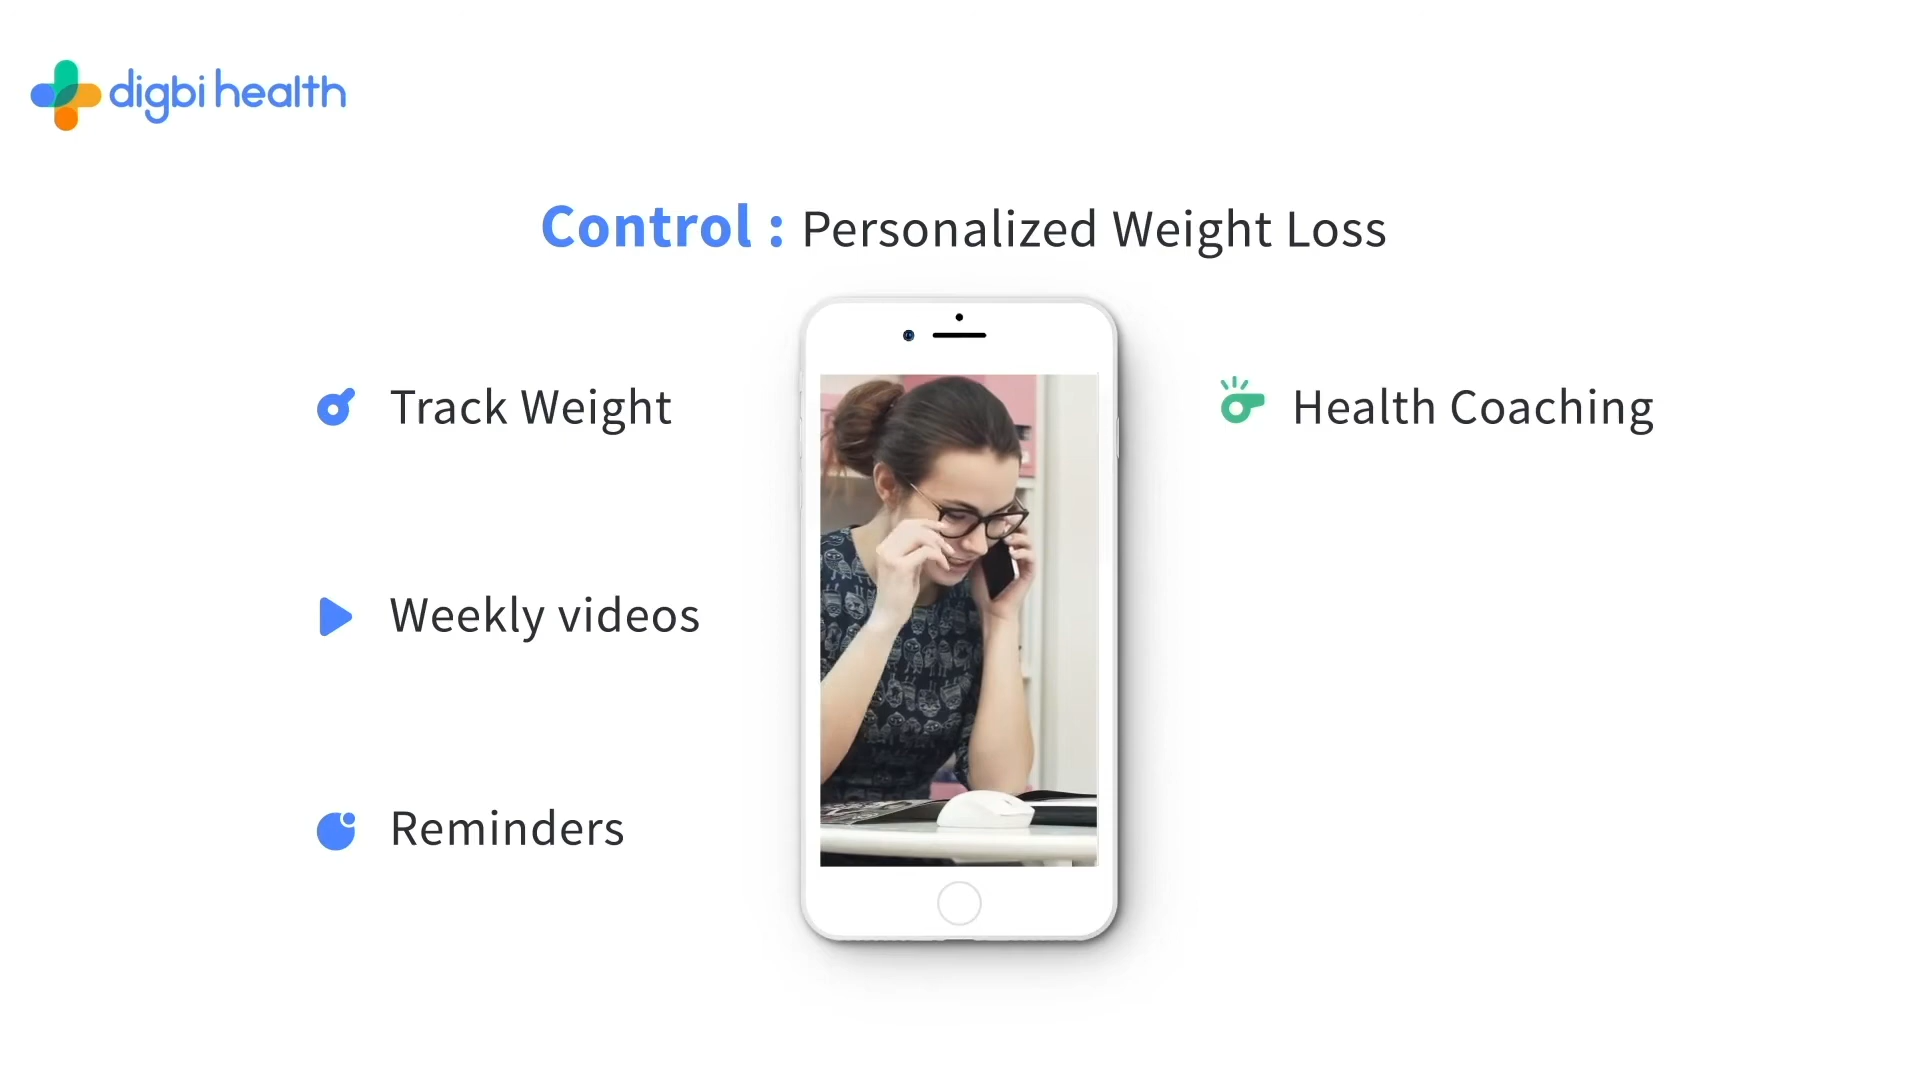 digbi health
Control : Personalized Weight Loss
Track Weight
Health Coaching
Weekly videos
Reminders